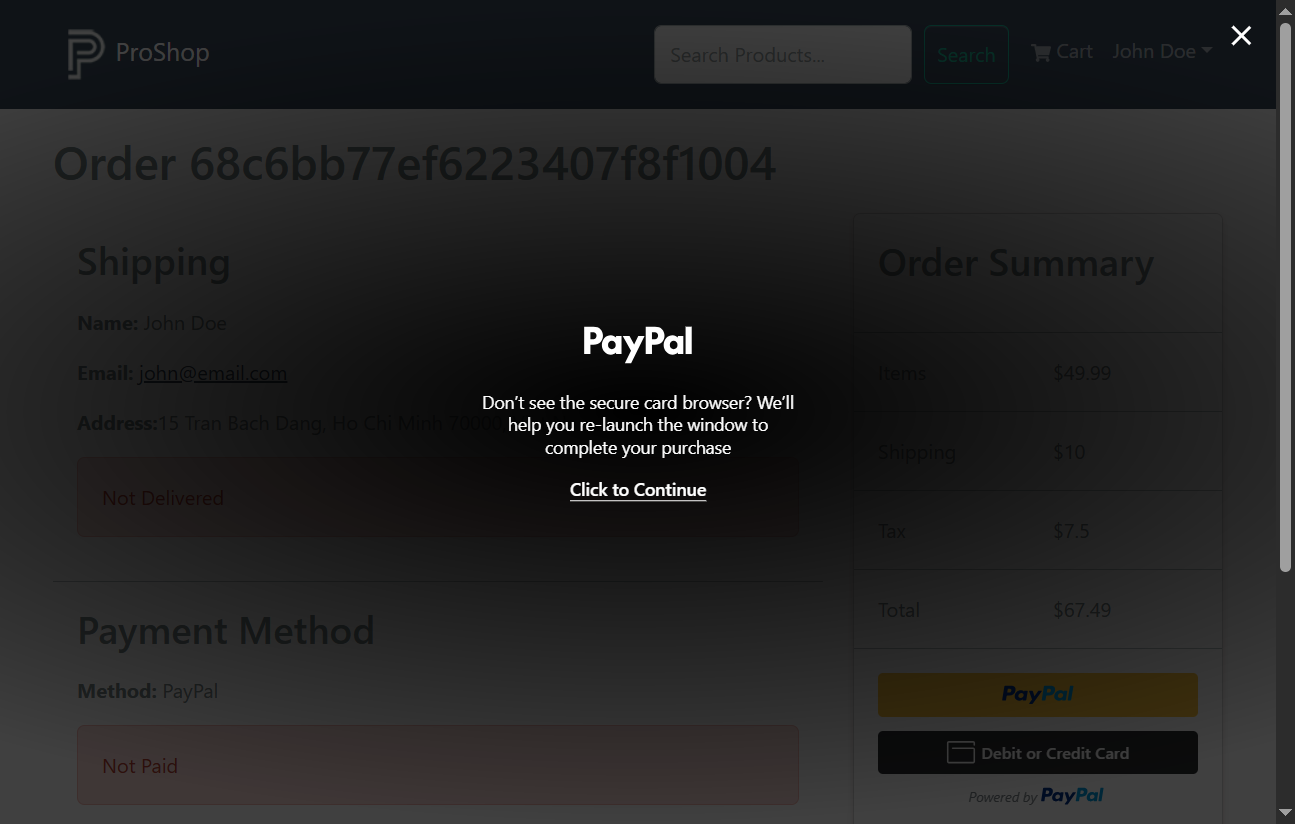 ProShop
Search Products...
Search
Cart
John Doe
Order 68c6bb77ef6223407f8f1004
Shipping
Name: John Doe
Email: john@email.com
Address:15 Tran Bach Dang, Ho Chi Minh 70000
Not Delivered
Payment Method
Method: PayPal
Not Paid
PayPal
Don’t see the secure card browser? We’ll
help you re-launch the window to
complete your purchase
Click to Continue
Order Summary
Items $49.99
Shipping $10
Tax $7.5
Total $67.49
PayPal
Debit or Credit Card
Powered by PayPal